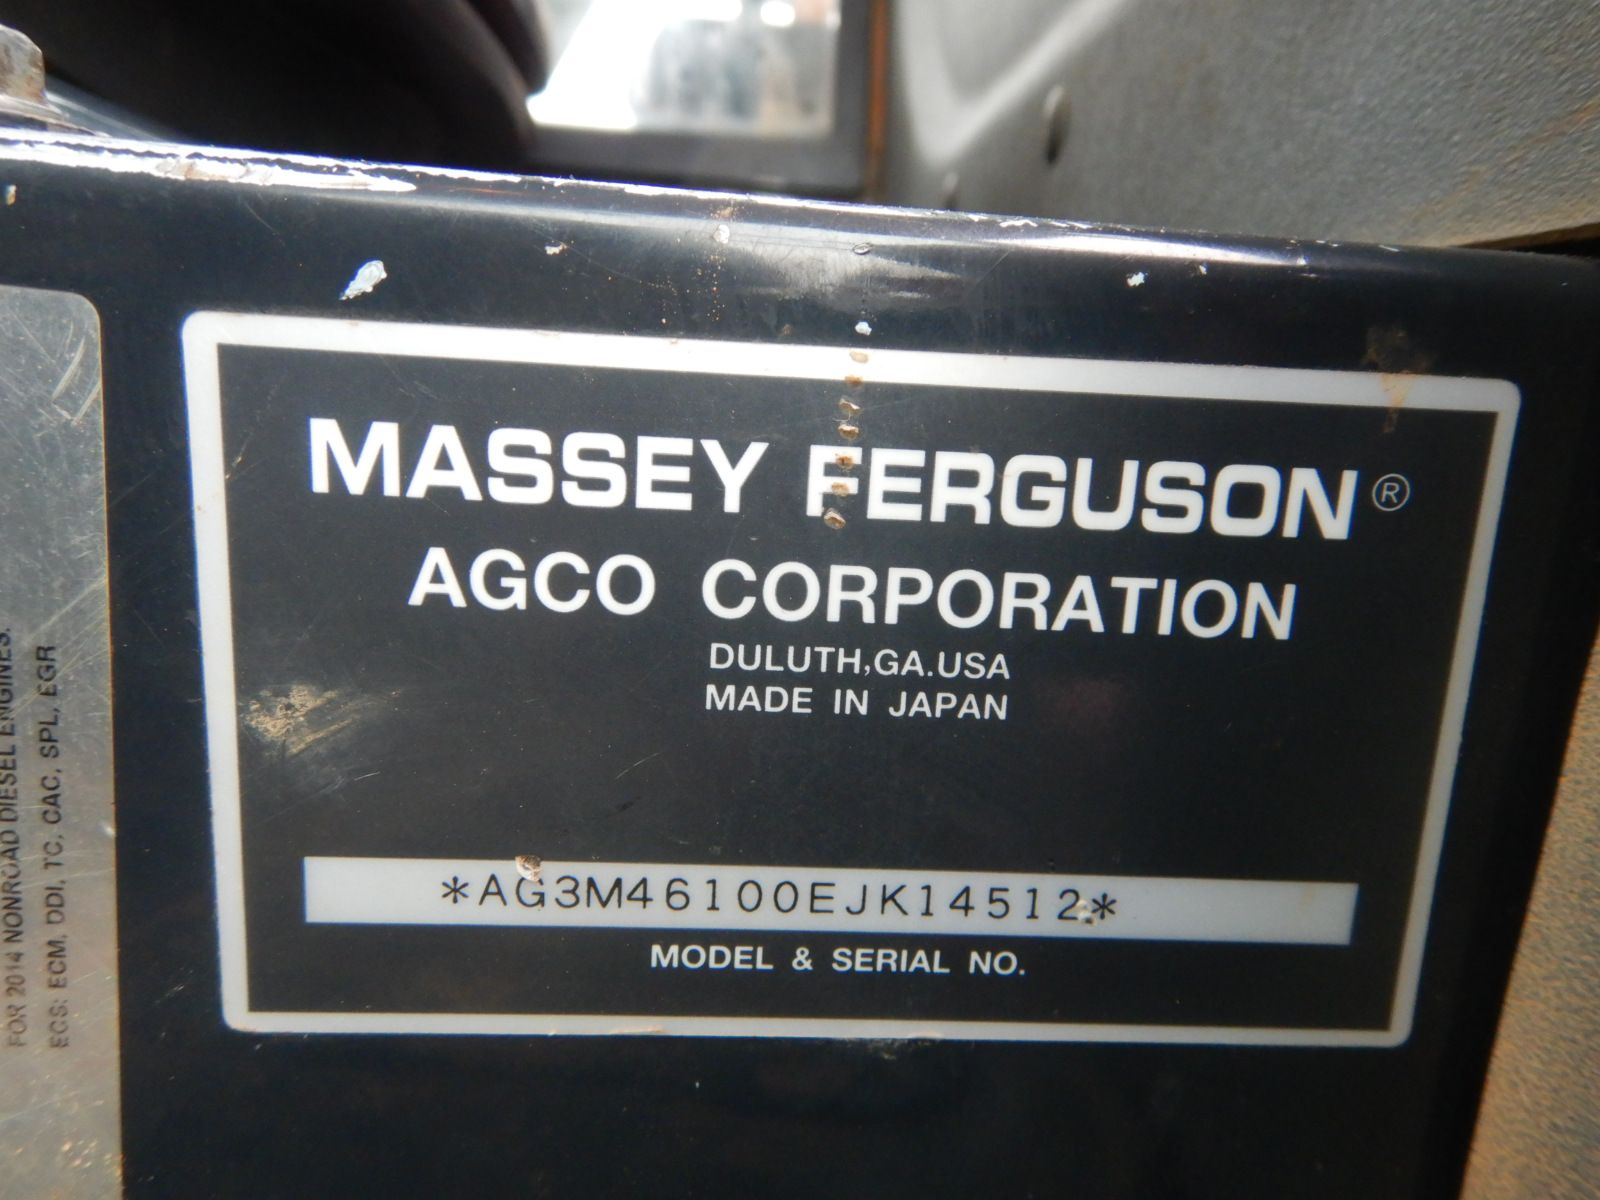 MASSEY FERGUSON®
AGCO CORPORATION
DULUTH,GA.USA
MADE IN JAPAN
*AG3M46100EJK14512*
MODEL & SERIAL NO.
FOR 2014 NONROAD DIESEL ENGINES.
ECS: ECM, DDI, TC, CAC, SPL, EGR